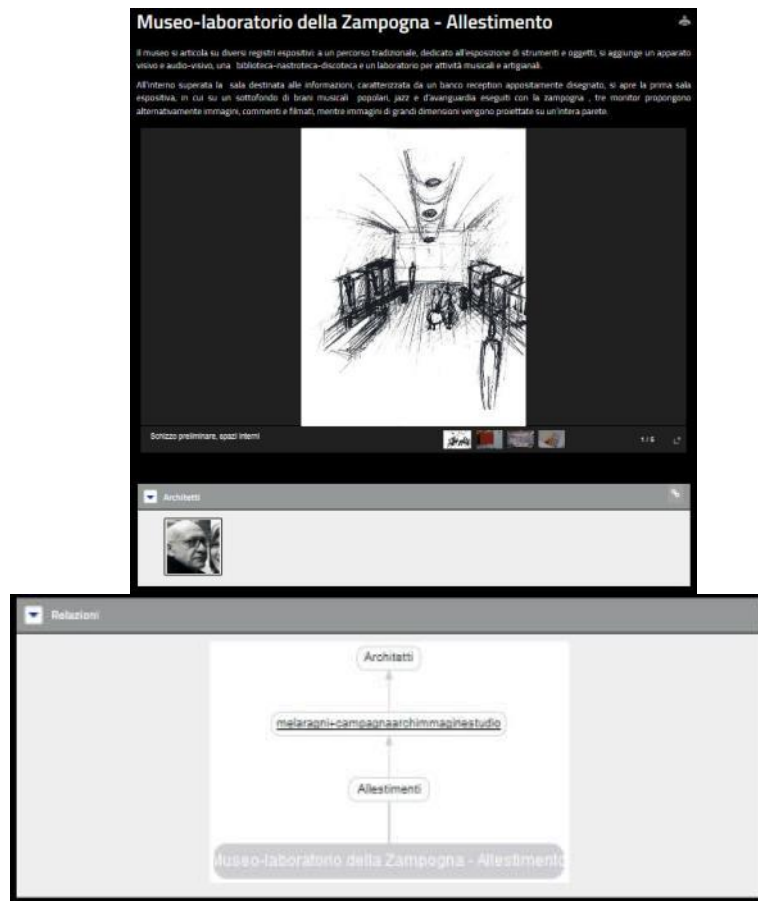 Museo-laboratorio della Zampogna - Allestimento
Il museo si articola su diversi registri espositivi: a un percorso tradizionale, dedicato all'esposizione di strumenti e oggetti, si aggiunge un apparato
visivo e audio-visivo, una biblioteca-nastroteca-discoteca e un laboratorio per attività musicali e artigianali.
All'interno superata la sala destinata alle informazioni, caratterizzata da un banco reception appositamente disegnato, si apre la prima sala
espositiva, in cui su un sottofondo di brani musicali popolari, jazz e d'avanguardia eseguiti con la zampogna , tre monitor propongono
alternativamente immagini, commenti e filmati, mentre immagini di grandi dimensioni vengono proiettate su un'intera parete.
Schizzo preliminare, spazi interni
Architetti
Relazioni
Architetti
melaragni+campagnaarchimmaginestudio
Allestimenti
Museo-laboratorio della Zampogna - Allestimento